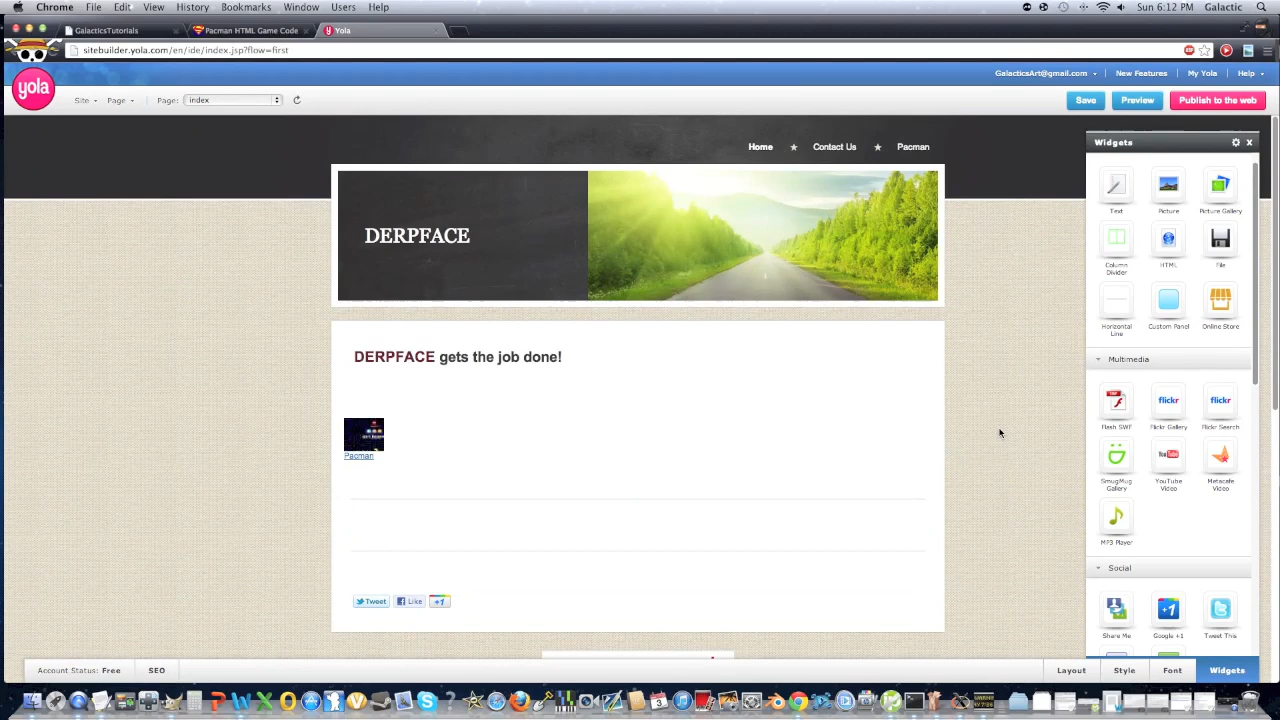 Chrome File Edit View History Bookmarks Window Users Help Sun 6:12 PM Galactic
GalacticsTutorials Pacman HTML Game Code Yola
sitebuilder.yola.com/en/ide/index.jsp?flow=first
yola
GalacticsArt@gmail.com New Features My Yola Help
Site Page Page: index Save Preview Publish to the web
Home Contact Us Pacman
Widgets
Text Picture Picture Gallery
DERPFACE
Column Divider HTML File
Horizontal Line Custom Panel Online Store
DERPFACE gets the job done!
Multimedia
Flash SWF Flickr Gallery Flickr Search
Pacman
SmugMug Gallery YouTube Video Metacafe Video
MP3 Player
Social
Tweet Like +1
Share Me Google +1 Tweet This
Account Status: Free SEO Layout Style Font Widgets